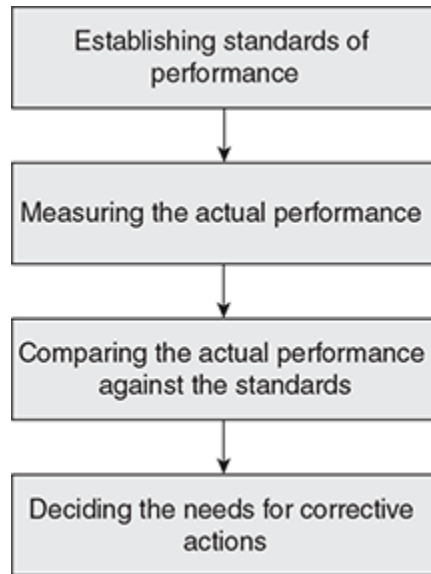 Establishing standards of
performance
Measuring the actual performance
Comparing the actual performance
against the standards
Deciding the needs for corrective
actions